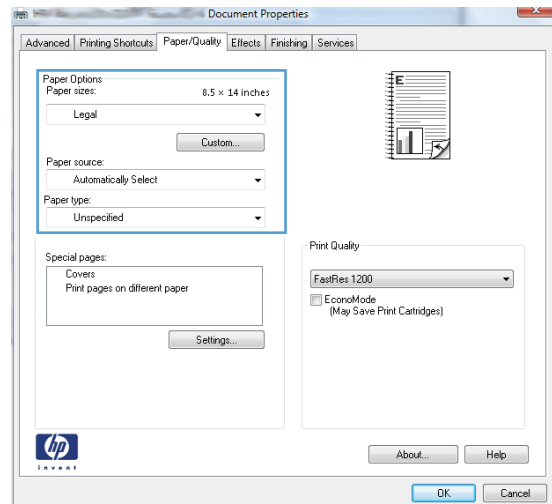 Document Properties
Advanced Printing Shortcuts Paper/Quality Effects Finishing Services
Paper Options
Paper sizes: 8.5 × 14 inches
Legal
Custom...
Paper source:
Automatically Select
Paper type:
Unspecified
Special pages:
Covers
Print pages on different paper
Settings...
E
Print Quality
FastRes 1200
EconoMode
(May Save Print Cartridges)
hp
invent
About... Help
OK Cancel